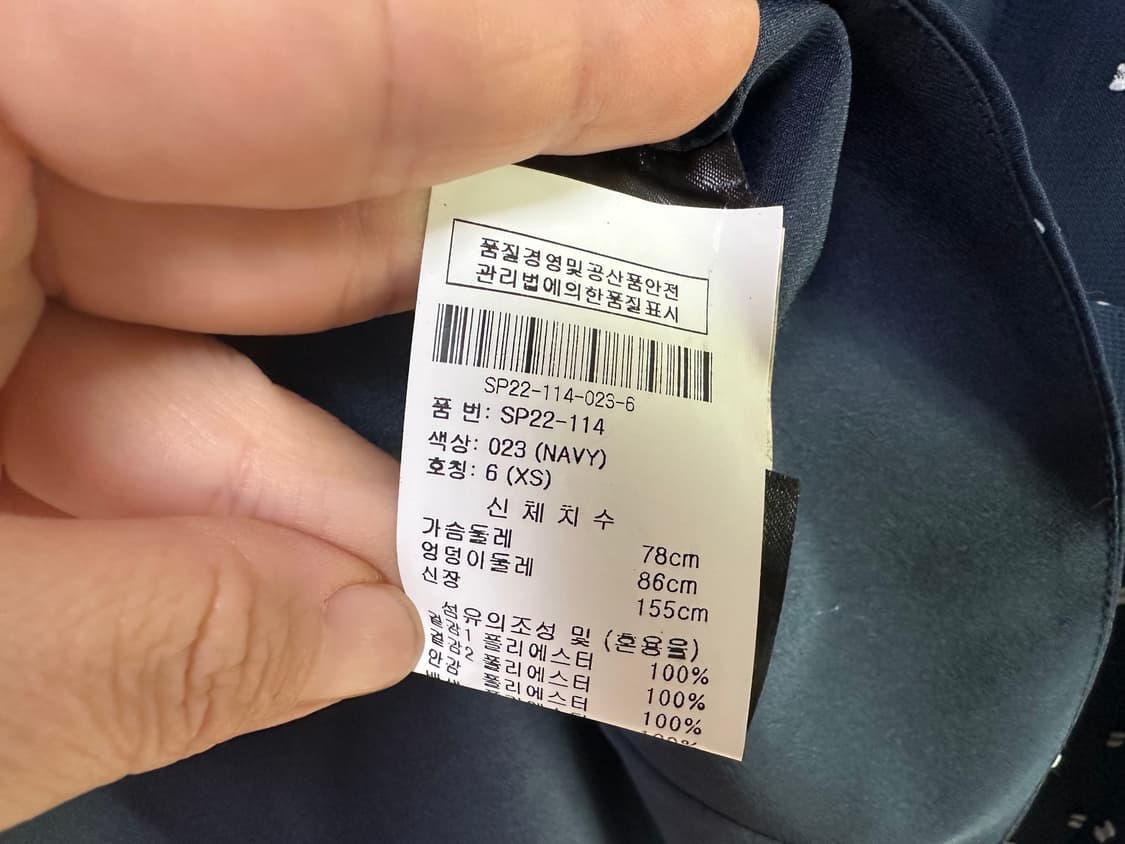 품질경영및공산품안전
관리법에의한품질표시
SP22-114-023-6
품 번: SP22-114
색상: 023 (NAVY)
호칭: 6 (XS)
신 체 치 수
가슴둘레 78cm
엉덩이둘레 86cm
신장 155cm
섬유의조성 및 (혼용율)
겉감1 폴리에스터 100%
겉감2 폴리에스터 100%
안감 폴리에스터 100%